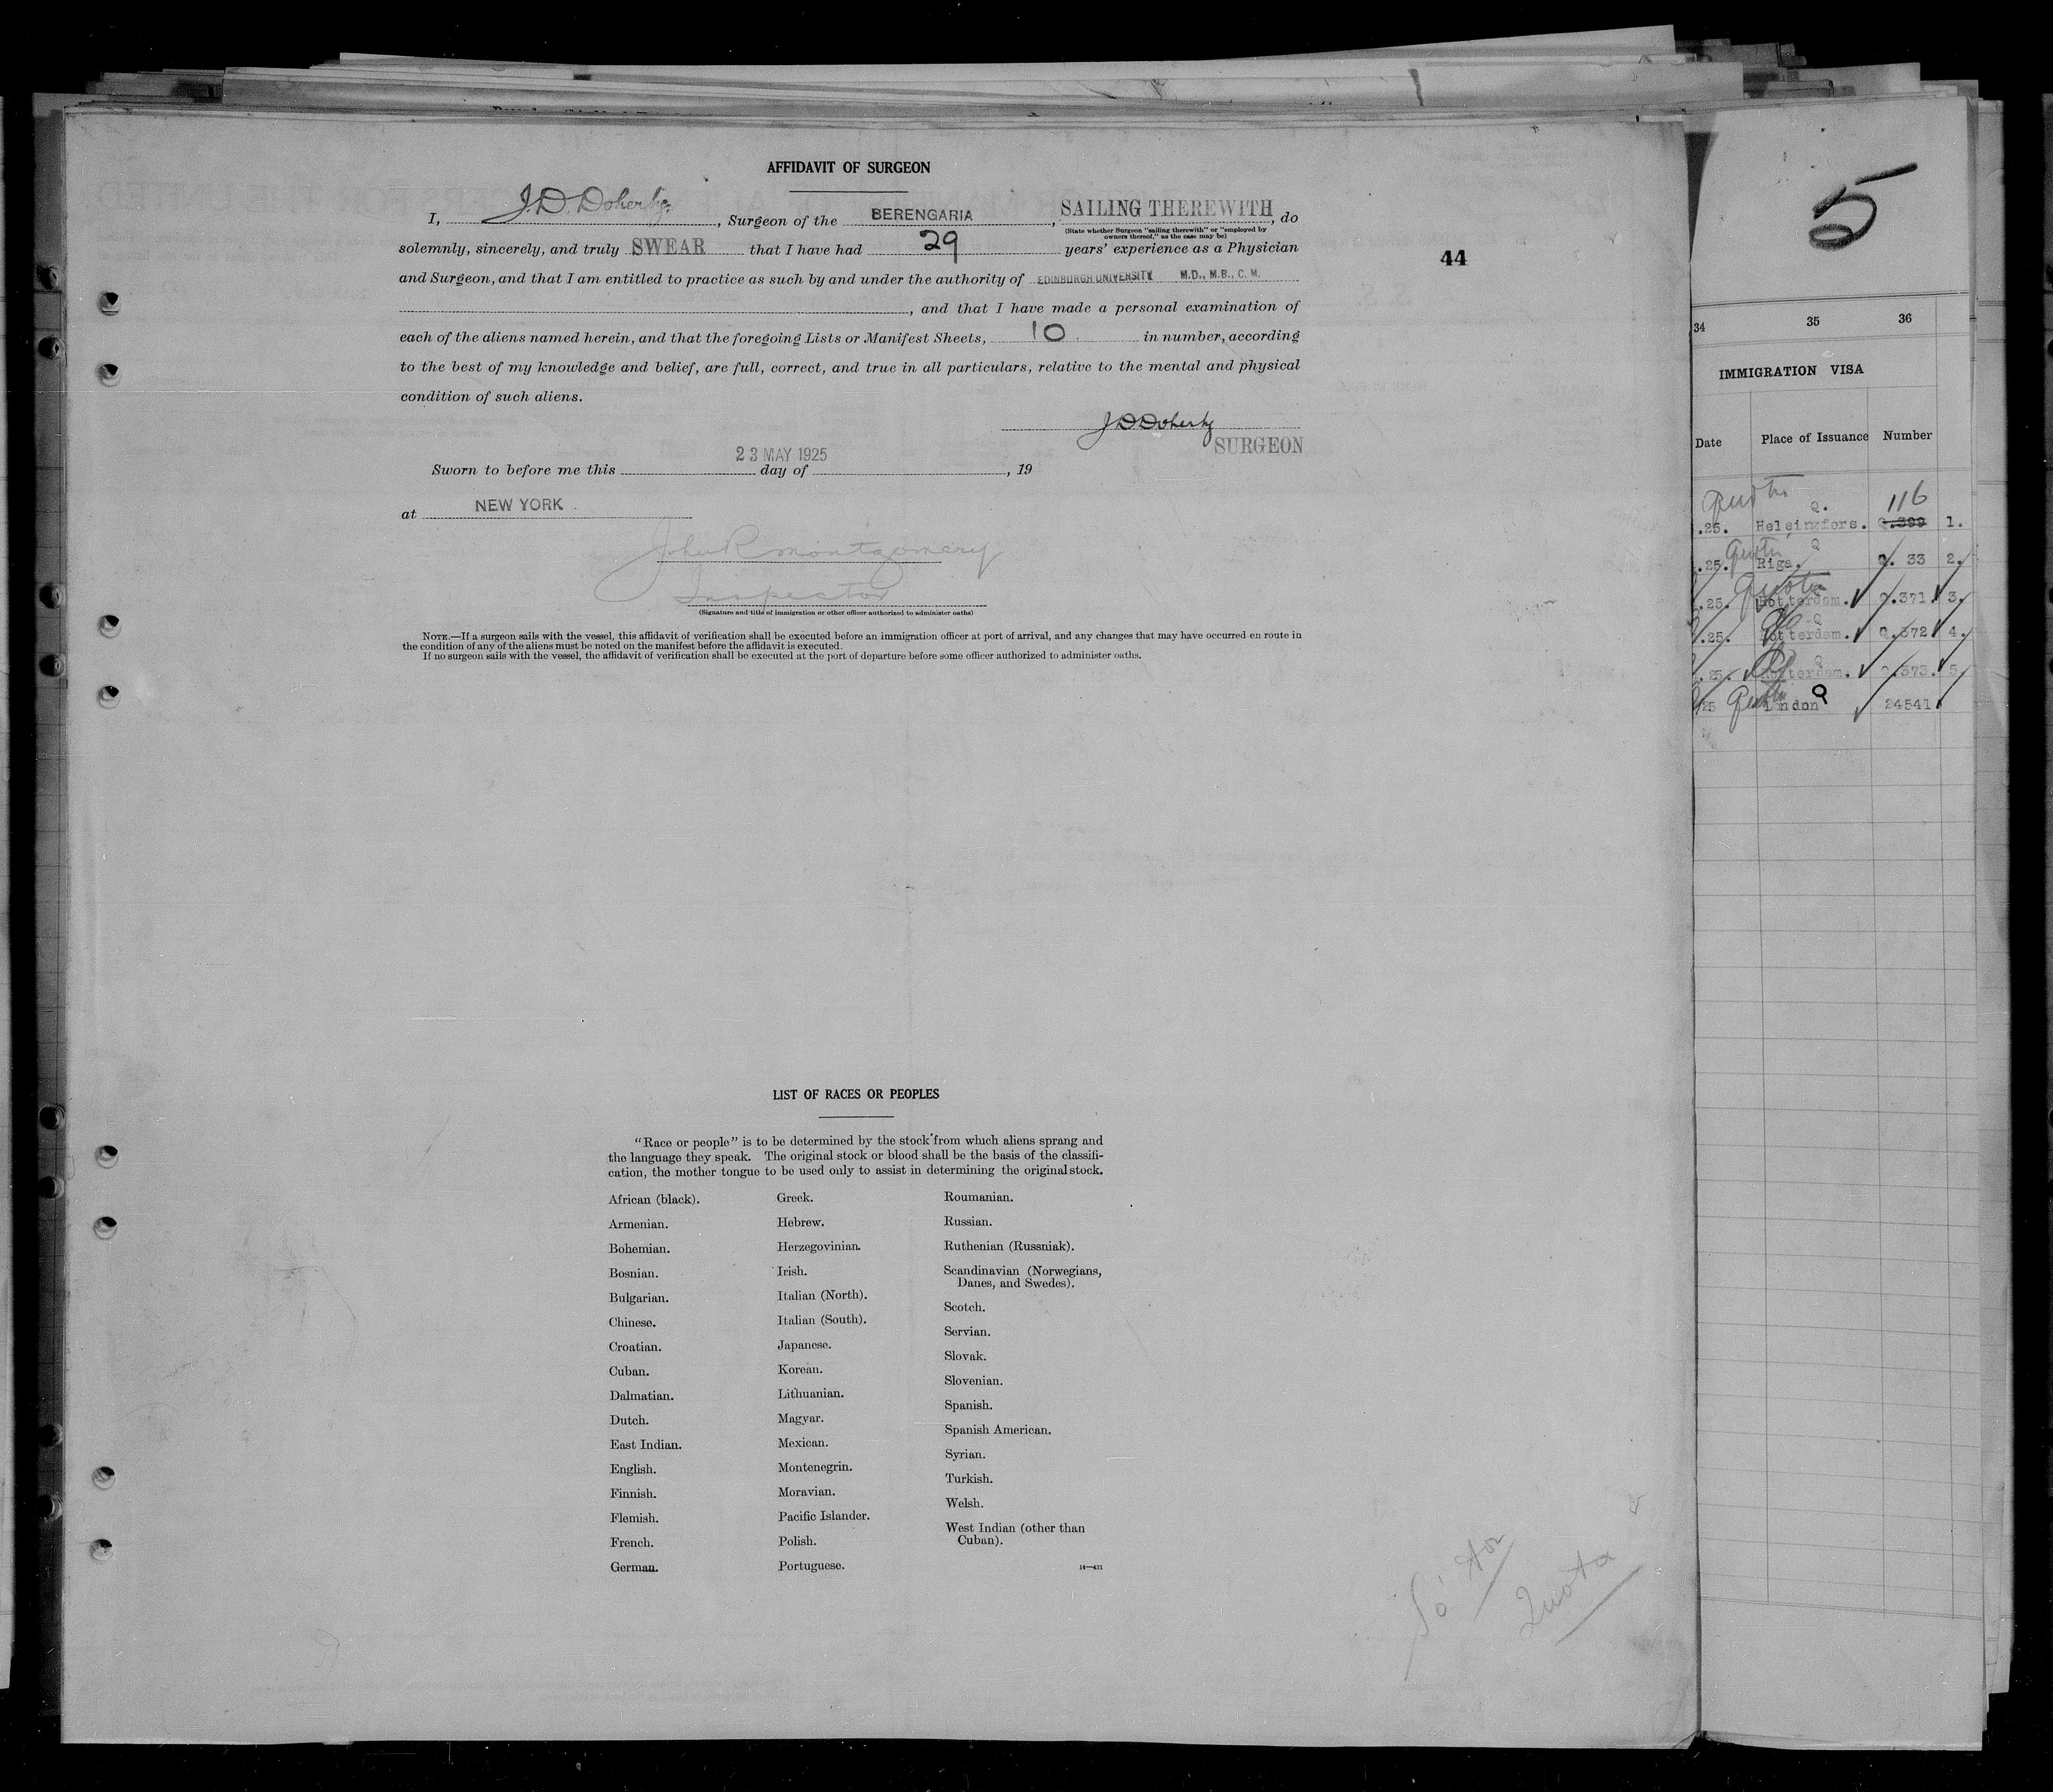 AFFIDAVIT OF SURGEON
I, J. D. Doherty, Surgeon of the BERENGARIA, SAILING THEREWITH, do
(State whether Surgeon "sailing therewith" or "employed by
owners thereof," as the case may be)
solemnly, sincerely, and truly SWEAR that I have had 29 years' experience as a Physician
and Surgeon, and that I am entitled to practice as such by and under the authority of EDINBURGH UNIVERSITY M.D., M.B., C.M.
, and that I have made a personal examination of
each of the aliens named herein, and that the foregoing Lists or Manifest Sheets, 10 in number, according
to the best of my knowledge and belief, are full, correct, and true in all particulars, relative to the mental and physical
condition of such aliens.
J D Doherty
SURGEON
23 MAY 1925
Sworn to before me this day of , 19
at NEW YORK
John R Montgomery
Inspector
(Signature and title of immigration or other officer authorized to administer oaths)
NOTE.—If a surgeon sails with the vessel, this affidavit of verification shall be executed before an immigration officer at port of arrival, and any changes that may have occurred en route in
the condition of any of the aliens must be noted on the manifest before the affidavit is executed.
If no surgeon sails with the vessel, the affidavit of verification shall be executed at the port of departure before some officer authorized to administer oaths.
44
LIST OF RACES OR PEOPLES
"Race or people" is to be determined by the stock from which aliens sprang and
the language they speak. The original stock or blood shall be the basis of the classifi-
cation, the mother tongue to be used only to assist in determining the original stock.
African (black).
Armenian.
Bohemian.
Bosnian.
Bulgarian.
Chinese.
Croatian.
Cuban.
Dalmatian.
Dutch.
East Indian.
English.
Finnish.
Flemish.
French.
German.
Greek.
Hebrew.
Herzegovinian.
Irish.
Italian (North).
Italian (South).
Japanese.
Korean.
Lithuanian.
Magyar.
Mexican.
Montenegrin.
Moravian.
Pacific Islander.
Polish.
Portuguese.
Roumanian.
Russian.
Ruthenian (Russniak).
Scandinavian (Norwegians,
Danes, and Swedes).
Scotch.
Servian.
Slovak.
Slovenian.
Spanish.
Spanish American.
Syrian.
Turkish.
Welsh.
West Indian (other than
Cuban).
14—431
Quota
5
34 35 36
IMMIGRATION VISA
Date Place of Issuance Number
Quota Q. 116
.25. Helsingfors. Q.399 1.
Quota Q
.25. Riga. Q. 33 2.
Quota
.25. Rotterdam. Q.371. 3.
Q
.25. Rotterdam. Q.372 4.
Q
.25. Rotterdam. Q.373. 5.
Quota Q
25 London 24541